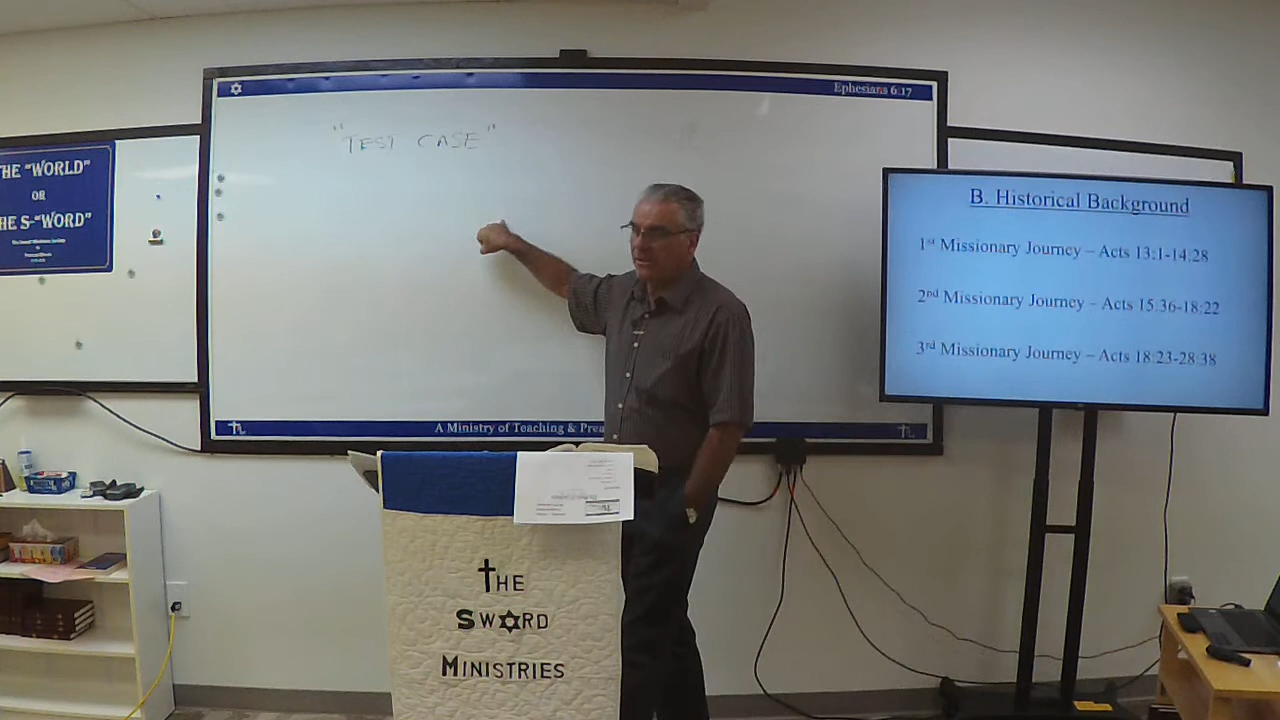 Ephesians 6:17
"TEST CASE"
THE "WORLD"
OR
THE S-"WORD"
B. Historical Background
1st Missionary Journey – Acts 13:1-14:28
2nd Missionary Journey – Acts 15:36-18:22
3rd Missionary Journey – Acts 18:23-28:38
A Ministry of Teaching & Prea
THE
SWORD
MINISTRIES